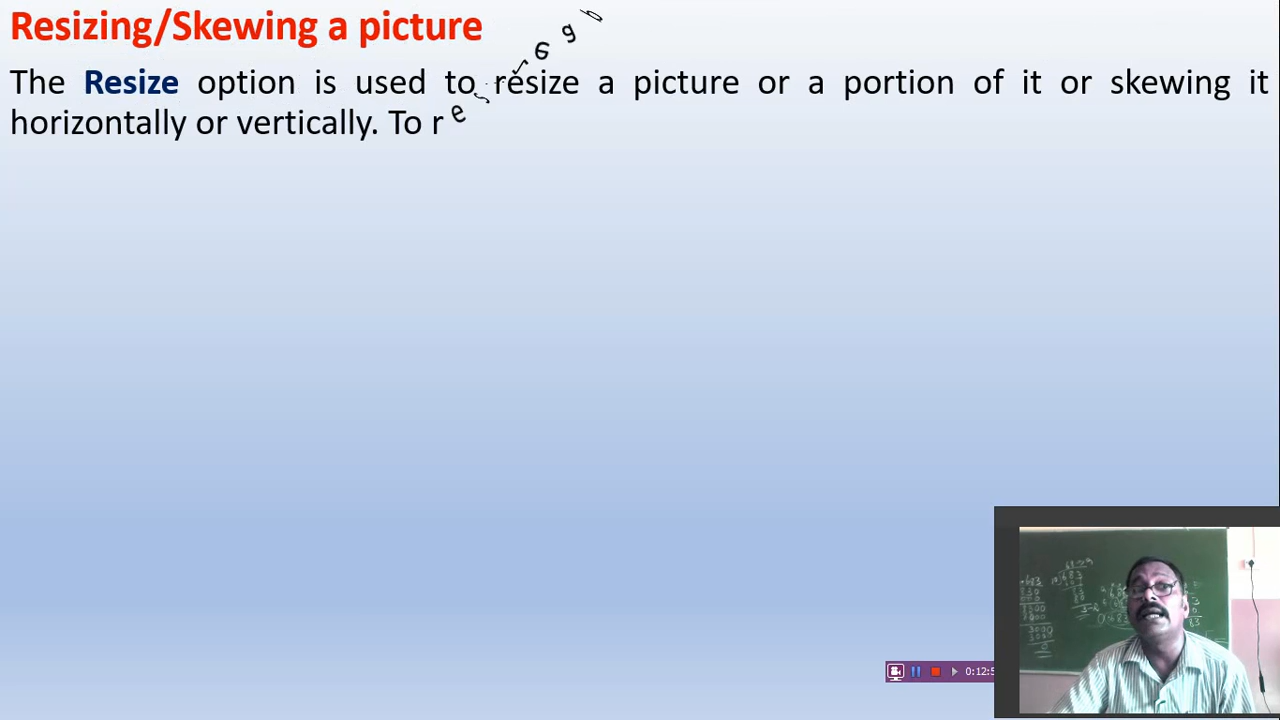 Resizing/Skewing a picture
The Resize option is used to resize a picture or a portion of it or skewing it
horizontally or vertically. To r
683